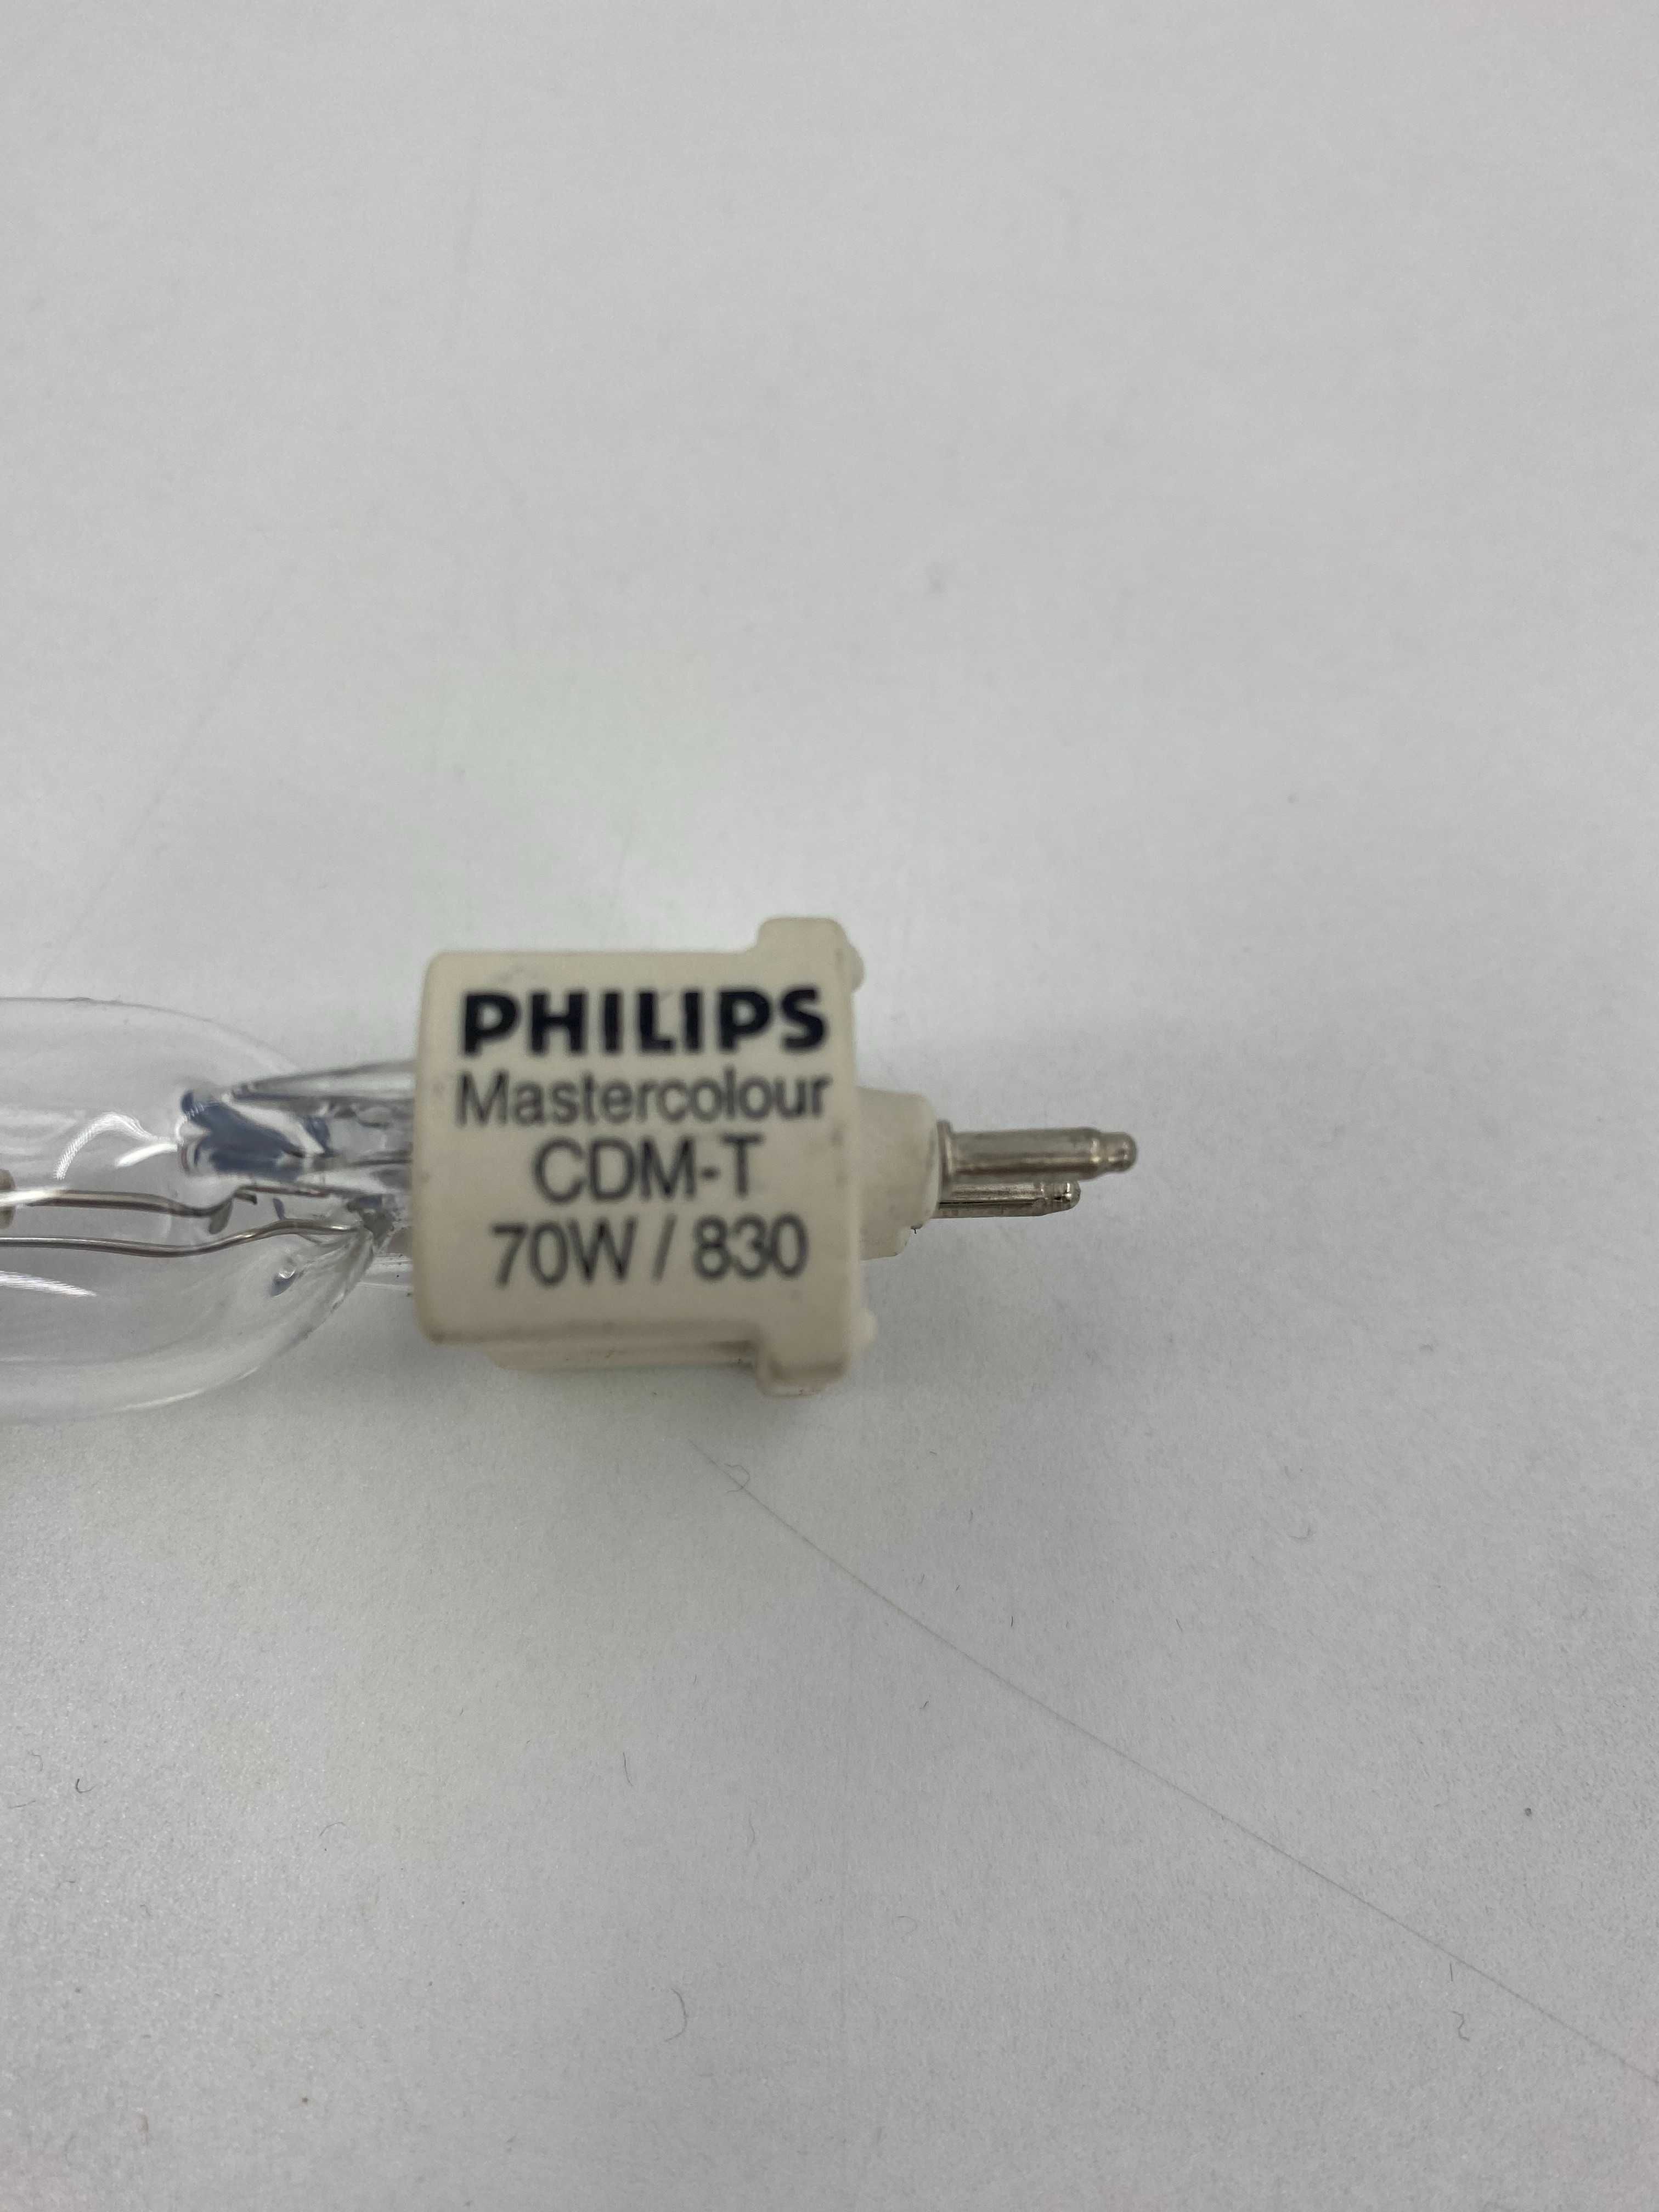 PHILIPS
Mastercolour
CDM-T
70W / 830